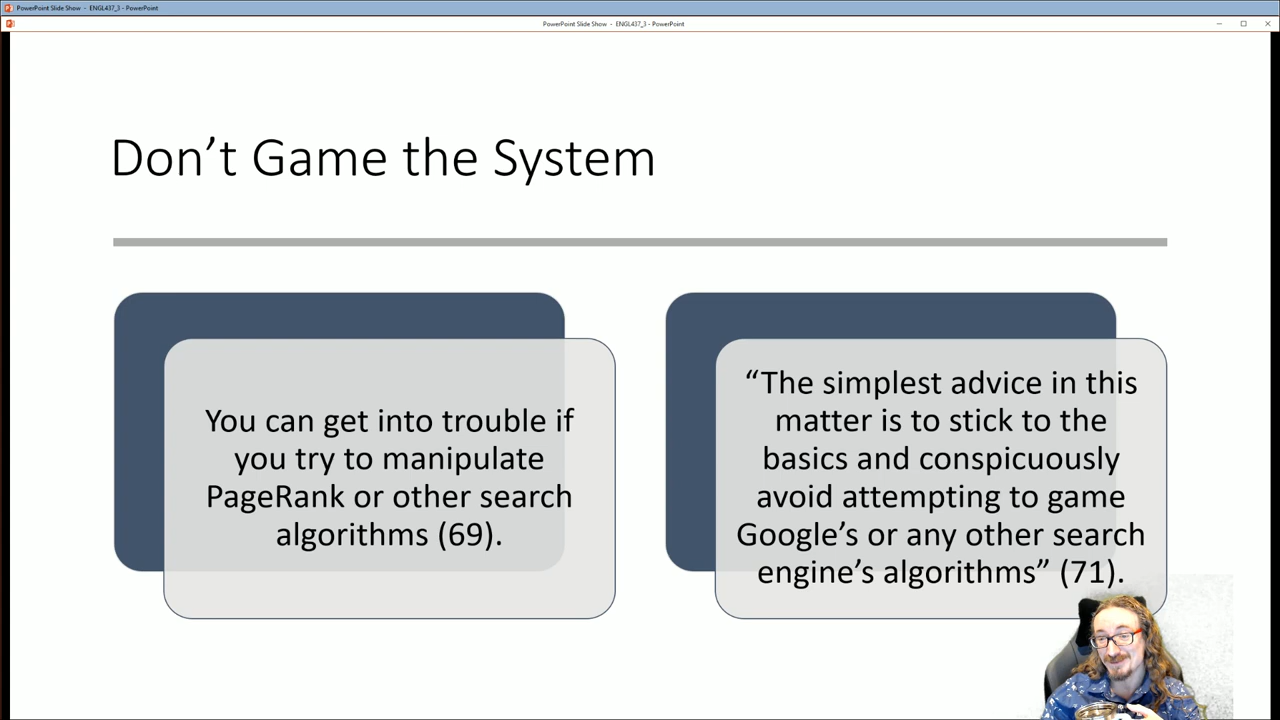 PowerPoint Slide Show - ENGL437_3 - PowerPoint
PowerPoint Slide Show - ENGL437_3 - PowerPoint
Don’t Game the System
You can get into trouble if
you try to manipulate
PageRank or other search
algorithms (69).
“The simplest advice in this
matter is to stick to the
basics and conspicuously
avoid attempting to game
Google’s or any other search
engine’s algorithms” (71).